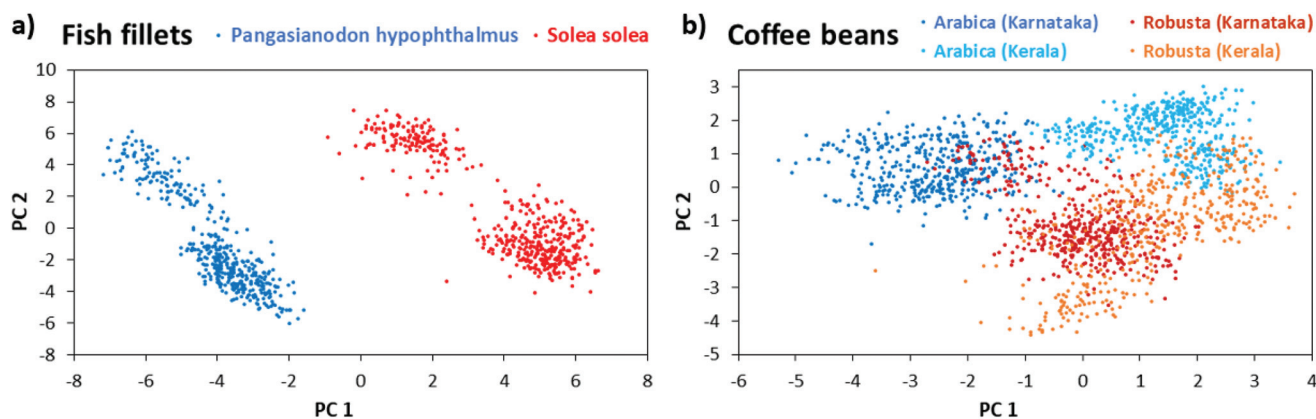 a) Fish fillets · Pangasianodon hypophthalmus · Solea solea
10
8
6
4
2
0
-2
-4
-6
-8
PC 2
-8 -6 -4 -2 0 2 4 6 8
PC 1
b) Coffee beans · Arabica (Karnataka) · Robusta (Karnataka)
· Arabica (Kerala) · Robusta (Kerala)
3
2
1
0
-1
-2
-3
-4
-5
PC 2
-6 -5 -4 -3 -2 -1 0 1 2 3 4
PC 1